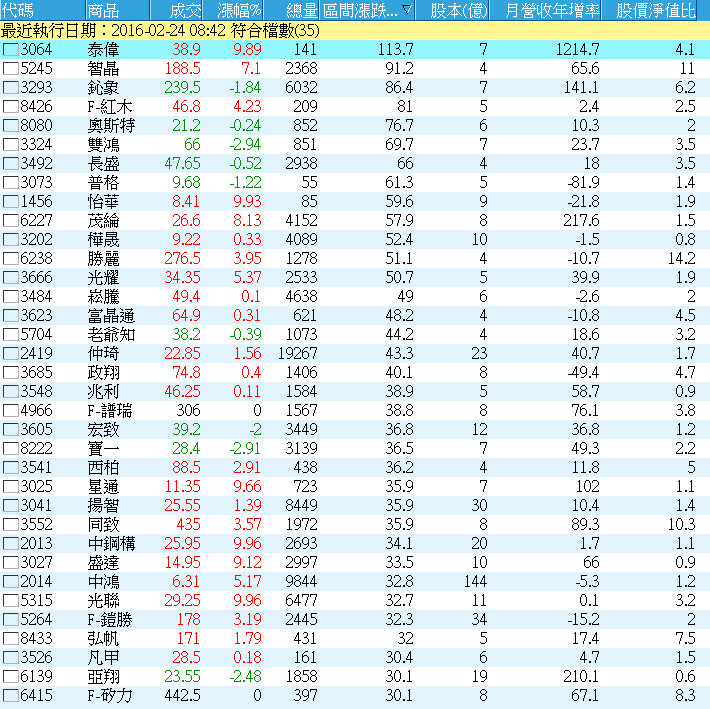 代碼 商品 成交 漲幅% 總量 區間漲跌...▽ 股本(億) 月營收年增率 股價淨值比
最近執行日期：2016-02-24 08:42 符合檔數(35)
3064 泰偉 38.9 9.89 141 113.7 7 1214.7 4.1
5245 智晶 188.5 7.1 2368 91.2 4 65.6 11
3293 鈊象 239.5 -1.84 6032 86.4 7 141.1 6.2
8426 F-紅木 46.8 4.23 209 81 5 2.4 2.5
8080 奧斯特 21.2 -0.24 852 76.7 6 10.3 2
3324 雙鴻 66 -2.94 851 69.7 7 23.7 3.5
3492 長盛 47.65 -0.52 2938 66 4 18 3.5
3073 普格 9.68 -1.22 55 61.3 5 -81.9 1.4
1456 怡華 8.41 9.93 85 59.6 9 -21.8 1.9
6227 茂綸 26.6 8.13 4152 57.9 8 217.6 1.5
3202 樺晟 9.22 0.33 4089 52.4 10 -1.5 0.8
6238 勝麗 276.5 3.95 1278 51.1 4 -10.7 14.2
3666 光耀 34.35 5.37 2533 50.7 5 39.9 1.9
3484 崧騰 49.4 0.1 4638 49 6 -2.6 2
3623 富晶通 64.9 0.31 621 48.2 4 -10.8 4.5
5704 老爺知 38.2 -0.39 1073 44.2 4 18.6 3.2
2419 仲琦 22.85 1.56 19267 43.3 23 40.7 1.7
3685 政翔 74.8 0.4 1406 40.1 8 -49.4 4.7
3548 兆利 46.25 0.11 1584 38.9 5 58.7 0.9
4966 F-譜瑞 306 0 1567 38.8 8 76.1 3.8
3605 宏致 39.2 -2 3449 36.8 12 36.8 1.2
8222 寶一 28.4 -2.91 3139 36.5 7 49.3 2.2
3541 西柏 88.5 2.91 438 36.2 4 11.8 5
3025 星通 11.35 9.66 723 35.9 7 102 1.1
3041 揚智 25.55 1.39 8449 35.9 30 10.4 1.4
3552 同致 435 3.57 1972 35.9 8 89.3 10.3
2013 中鋼構 25.95 9.96 2693 34.1 20 1.7 1.1
3027 盛達 14.95 9.12 2997 33.5 10 66 0.9
2014 中鴻 6.31 5.17 9844 32.8 144 -5.3 1.2
5315 光聯 29.25 9.96 6477 32.7 11 0.1 3.2
5264 F-鎧勝 178 3.19 2445 32.3 34 -15.2 2
8433 弘帆 171 1.79 431 32 5 17.4 7.5
3526 凡甲 28.5 0.18 161 30.4 6 4.7 1.5
6139 亞翔 23.55 -2.48 1858 30.1 19 210.1 0.6
6415 F-矽力 442.5 0 397 30.1 8 67.1 8.3